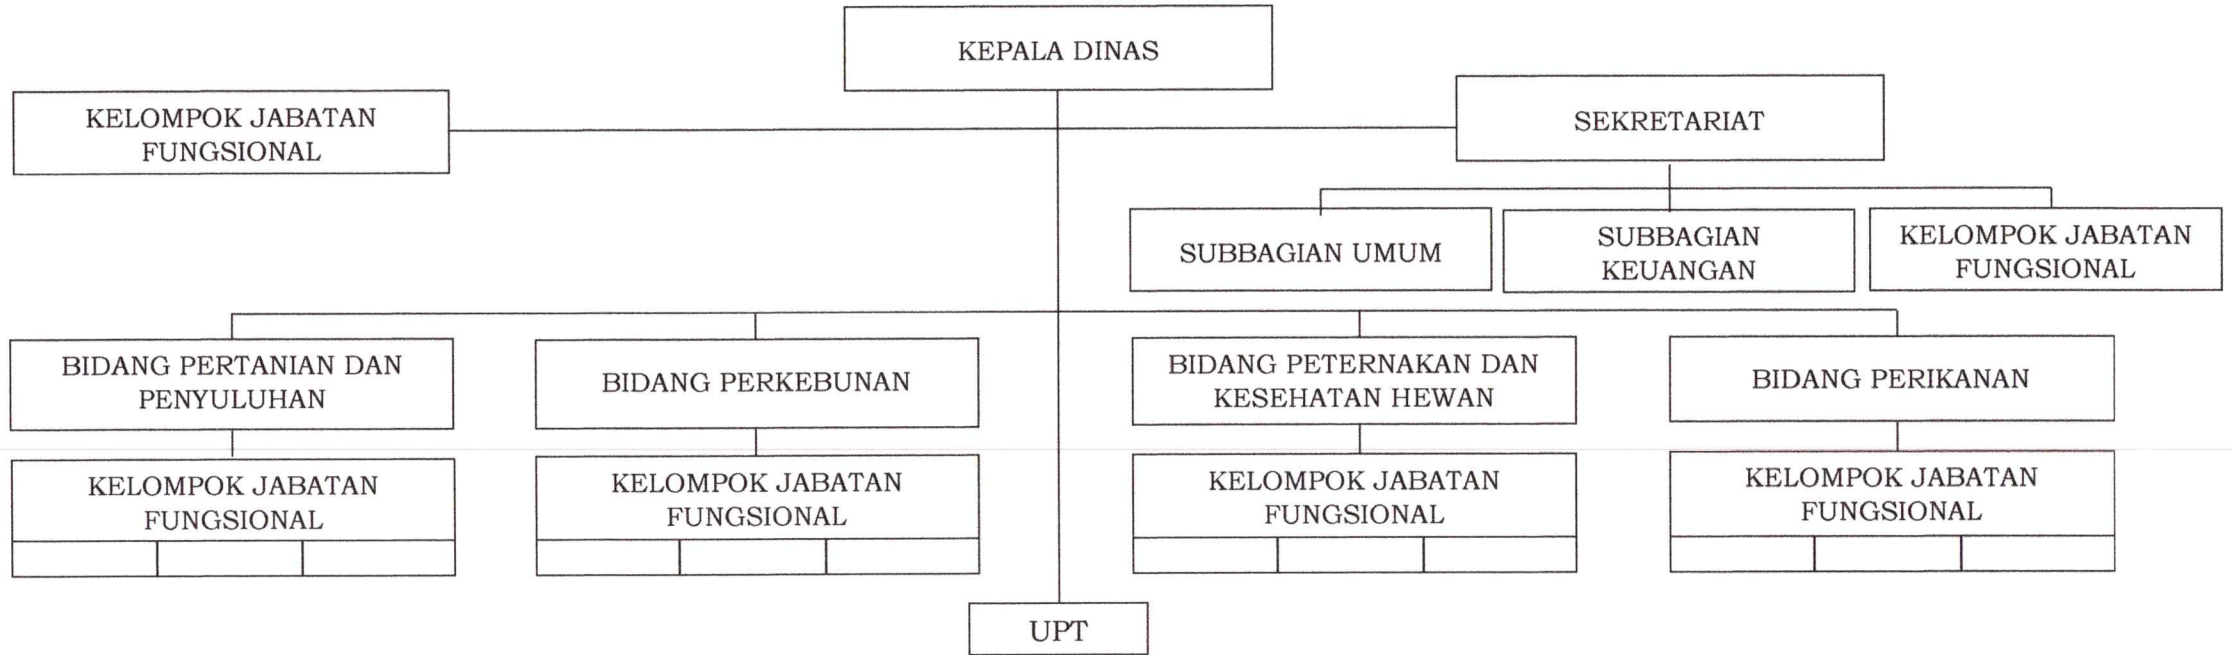 KEPALA DINAS
KELOMPOK JABATAN
FUNGSIONAL
SEKRETARIAT
SUBBAGIAN UMUM
SUBBAGIAN
KEUANGAN
KELOMPOK JABATAN
FUNGSIONAL
BIDANG PERTANIAN DAN
PENYULUHAN
BIDANG PERKEBUNAN
BIDANG PETERNAKAN DAN
KESEHATAN HEWAN
BIDANG PERIKANAN
KELOMPOK JABATAN
FUNGSIONAL
KELOMPOK JABATAN
FUNGSIONAL
KELOMPOK JABATAN
FUNGSIONAL
KELOMPOK JABATAN
FUNGSIONAL
UPT